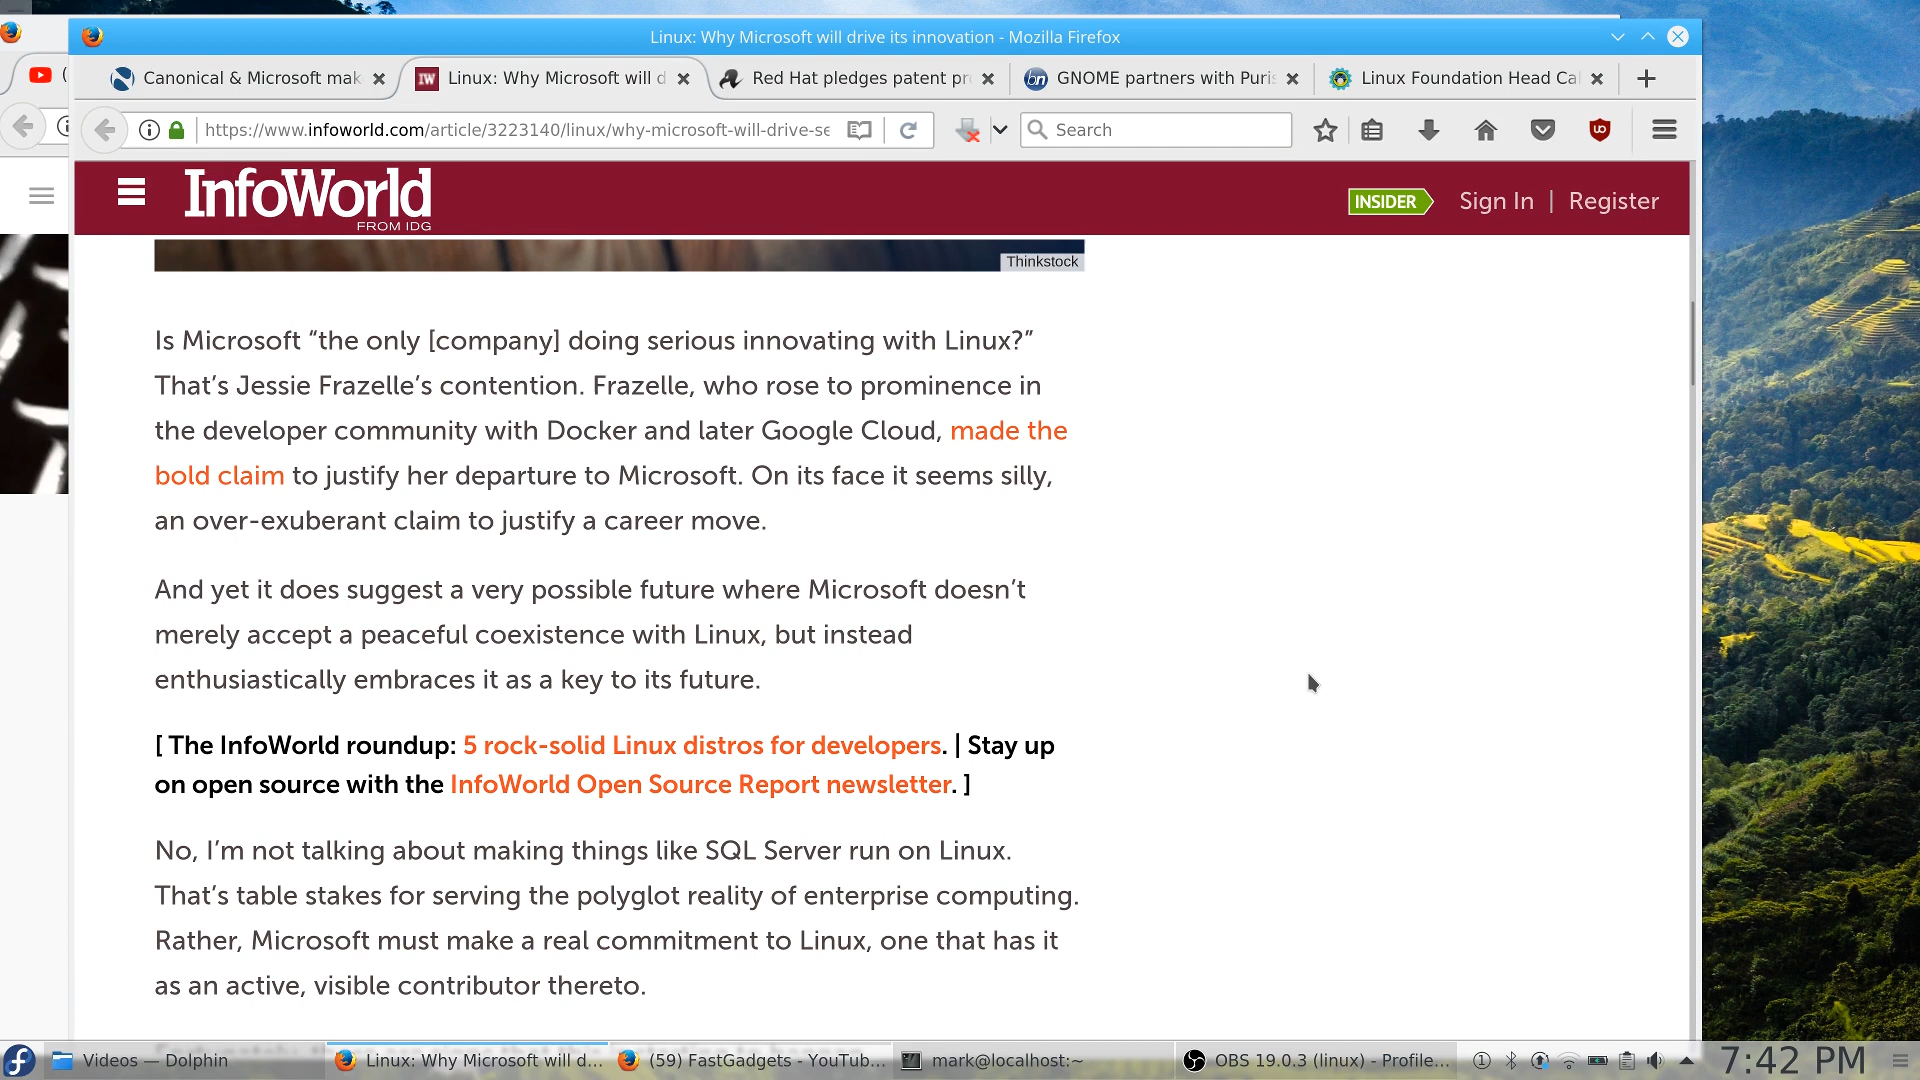 Linux: Why Microsoft will drive its innovation - Mozilla Firefox
(
Canonical & Microsoft mak
IW
Linux: Why Microsoft will d
Red Hat pledges patent pr
bn
GNOME partners with Puris
Linux Foundation Head Cal
https://www.infoworld.com/article/3223140/linux/why-microsoft-will-drive-se
Search
InfoWorld
FROM IDG
INSIDER
Sign In | Register
Thinkstock
Is Microsoft “the only [company] doing serious innovating with Linux?”
That’s Jessie Frazelle’s contention. Frazelle, who rose to prominence in
the developer community with Docker and later Google Cloud, made the
bold claim to justify her departure to Microsoft. On its face it seems silly,
an over-exuberant claim to justify a career move.
And yet it does suggest a very possible future where Microsoft doesn’t
merely accept a peaceful coexistence with Linux, but instead
enthusiastically embraces it as a key to its future.
[ The InfoWorld roundup: 5 rock-solid Linux distros for developers. | Stay up
on open source with the InfoWorld Open Source Report newsletter. ]
No, I’m not talking about making things like SQL Server run on Linux.
That’s table stakes for serving the polyglot reality of enterprise computing.
Rather, Microsoft must make a real commitment to Linux, one that has it
as an active, visible contributor thereto.
Videos — Dolphin
Linux: Why Microsoft will d...
(59) FastGadgets - YouTub...
mark@localhost:~
OBS 19.0.3 (linux) - Profile...
7:42 PM